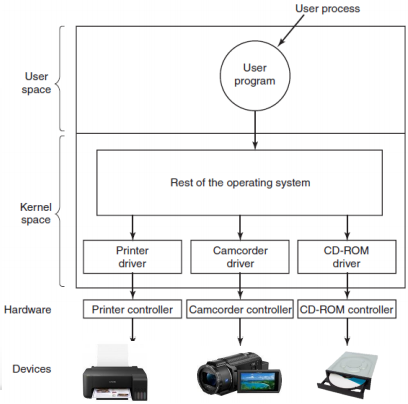 User process
User
space
User
program
Kernel
space
Rest of the operating system
Printer
driver
Camcorder
driver
CD-ROM
driver
Hardware
Printer controller
Camcorder controller
CD-ROM controller
Devices